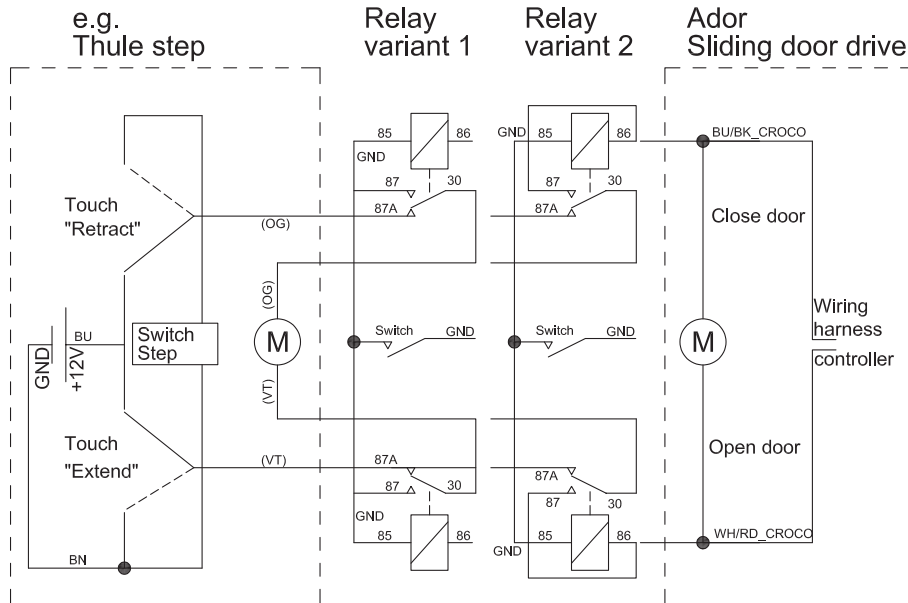 e.g.
Thule step
Relay
variant 1
Relay
variant 2
Ador
Sliding door drive
85
86
GND
87
30
87A
GND
85
86
87
30
87A
BU/BK_CROCO
Touch
"Retract"
(OG)
Close door
(OG)
GND
BU
+12V
Switch
Step
M
(VT)
Switch
GND
Switch
GND
M
Wiring
harness
controller
Touch
"Extend"
(VT)
87A
87
30
GND
85
86
87A
87
30
GND
85
86
Open door
WH/RD_CROCO
BN